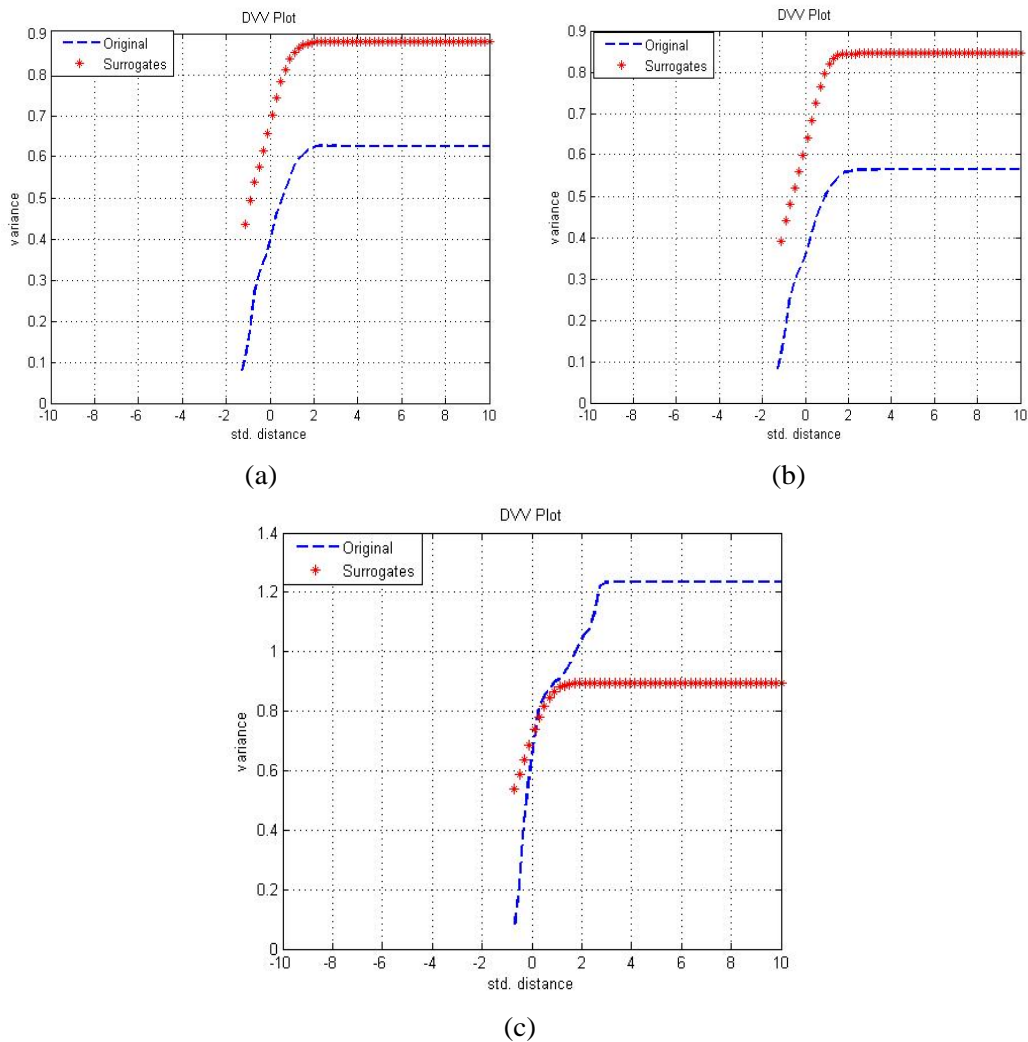 DVV Plot
Original
Surrogates
0.9
0.8
0.7
0.6
0.5
0.4
0.3
0.2
0.1
0
variance
-10 -8 -6 -4 -2 0 2 4 6 8 10
std. distance
(a)
DVV Plot
Original
Surrogates
0.9
0.8
0.7
0.6
0.5
0.4
0.3
0.2
0.1
0
variance
-10 -8 -6 -4 -2 0 2 4 6 8 10
std. distance
(b)
DVV Plot
Original
Surrogates
1.4
1.2
1
0.8
0.6
0.4
0.2
0
variance
-10 -8 -6 -4 -2 0 2 4 6 8 10
std. distance
(c)